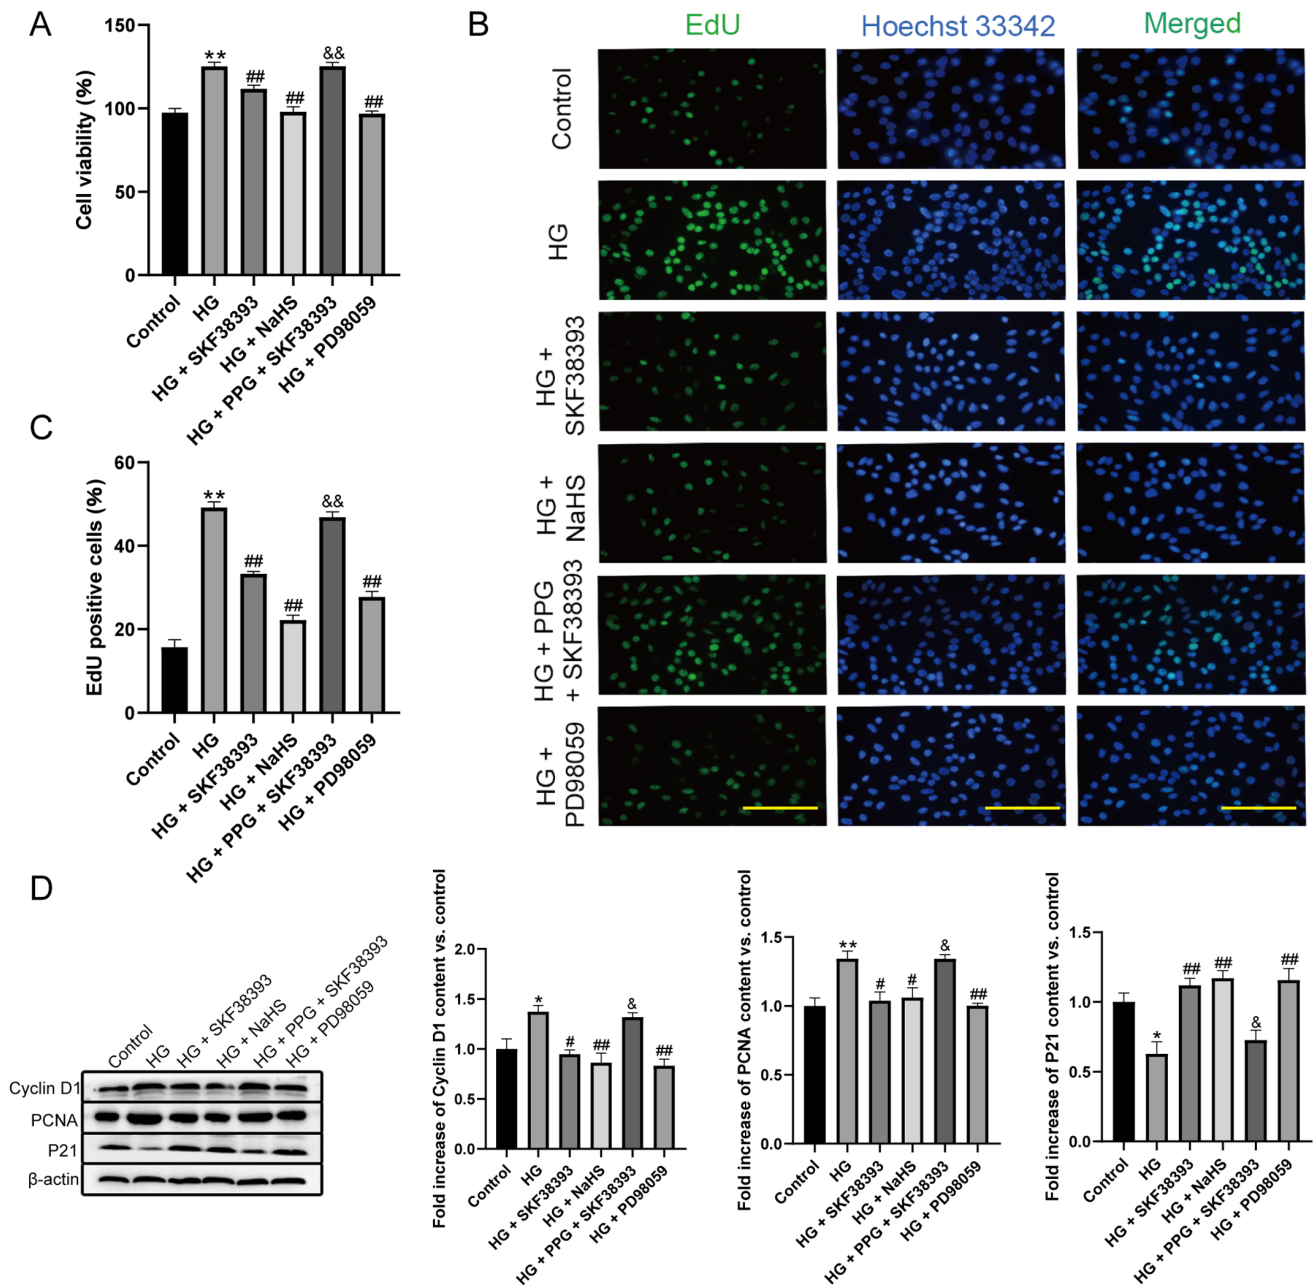 A
Cell viability (%)
150
100
50
0
**
##
##
&&
##
Control
HG
HG + SKF38393
HG + NaHS
HG + PPG + SKF38393
HG + PD98059
B
EdU
Hoechst 33342
Merged
Control
HG
HG +
SKF38393
HG +
NaHS
HG + PPG
+ SKF38393
HG +
PD98059
C
EdU positive cells (%)
60
40
20
0
**
##
##
&&
##
Control
HG
HG + SKF38393
HG + NaHS
HG + PPG + SKF38393
HG + PD98059
D
Control
HG
HG + SKF38393
HG + NaHS
HG + PPG + SKF38393
HG + PD98059
Cyclin D1
PCNA
P21
β-actin
Fold increase of Cyclin D1 content vs. control
2.0
1.5
1.0
0.5
0.0
*
#
##
&
##
Control
HG
HG + SKF38393
HG + NaHS
HG + PPG + SKF38393
HG + PD98059
Fold increase of PCNA content vs. control
1.5
1.0
0.5
0.0
**
#
#
&
##
Control
HG
HG + SKF38393
HG + NaHS
HG + PPG + SKF38393
HG + PD98059
Fold increase of P21 content vs. control
1.5
1.0
0.5
0.0
*
##
##
&
##
Control
HG
HG + SKF38393
HG + NaHS
HG + PPG + SKF38393
HG + PD98059